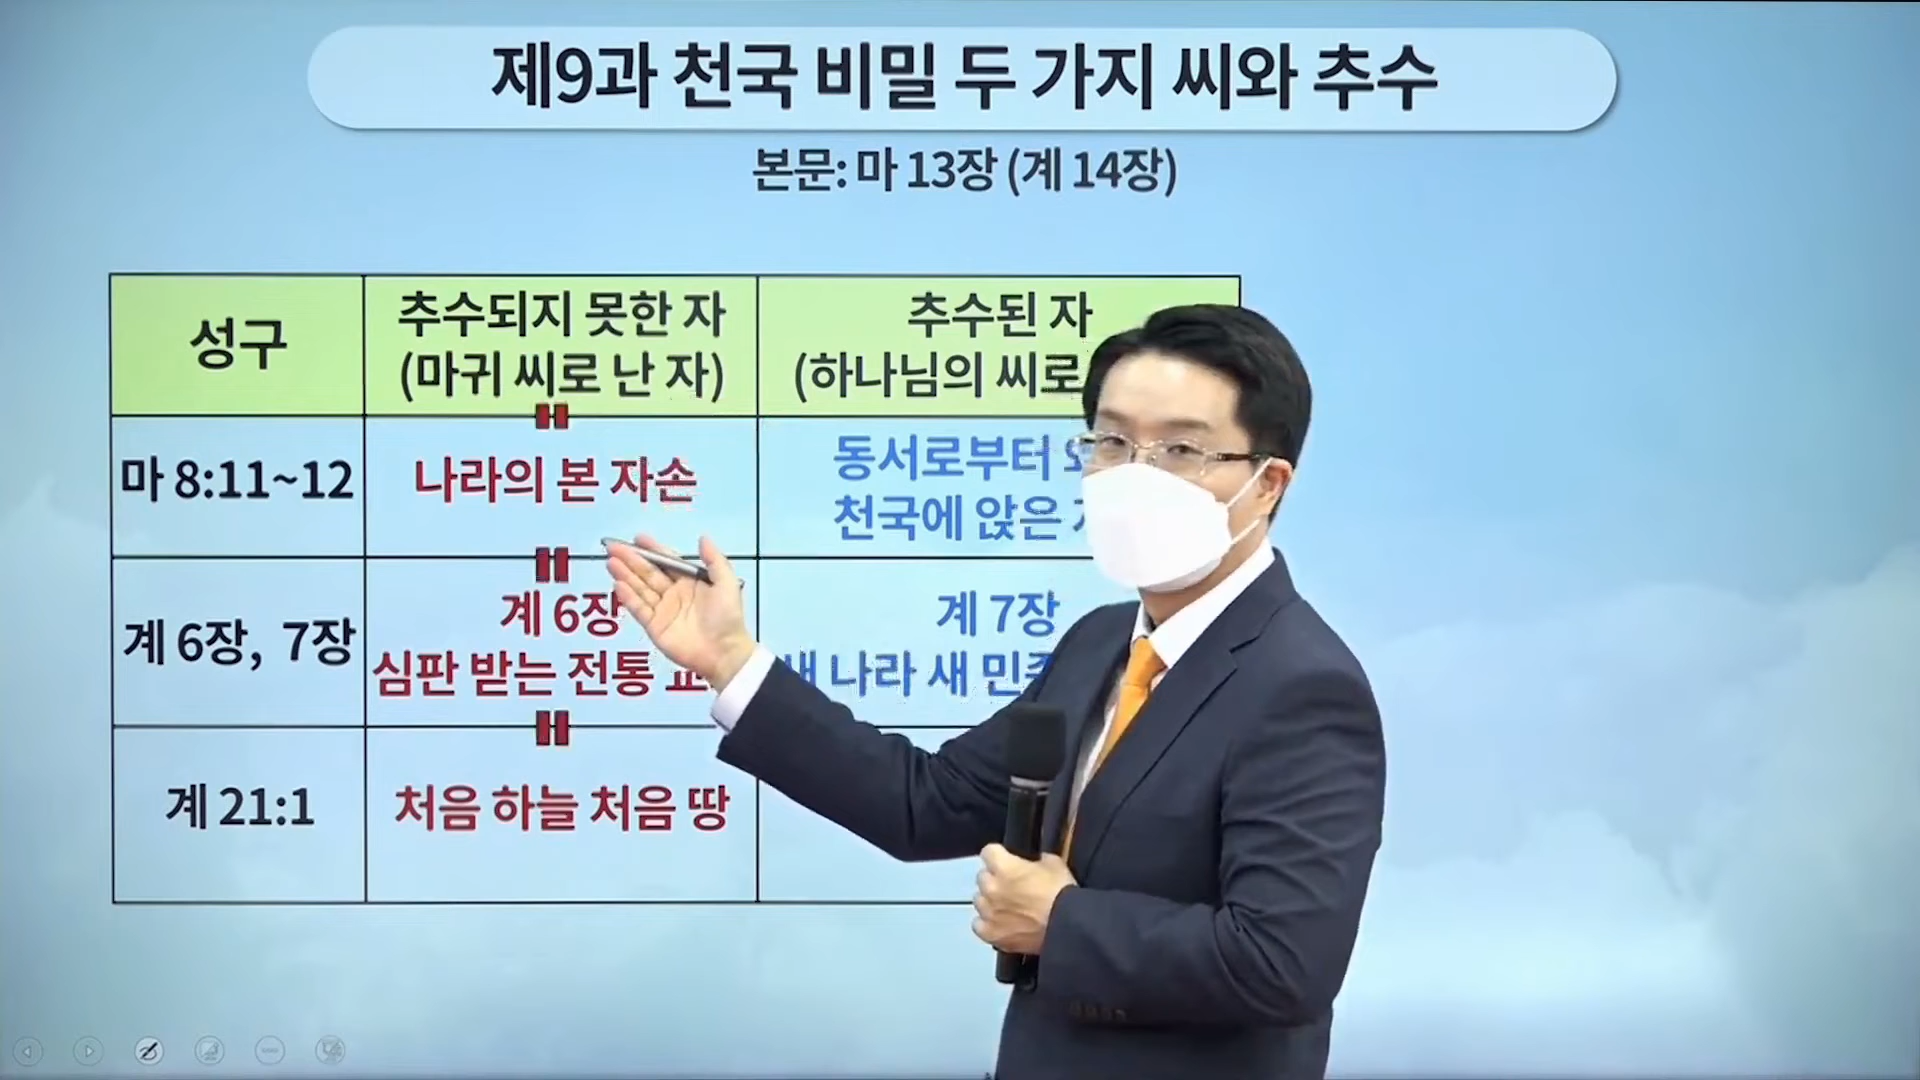 제9과 천국 비밀 두 가지 씨와 추수
본문: 마 13장 (계 14장)
성구
추수되지 못한 자
(마귀 씨로 난 자)
추수된 자
(하나님의 씨로
마 8:11~12
나라의 본 자손
동서로부터
천국에 앉은
계 6장, 7장
계 6장
심판 받는 전통
계 7장
새 나라 새
계 21:1
처음 하늘 처음 땅